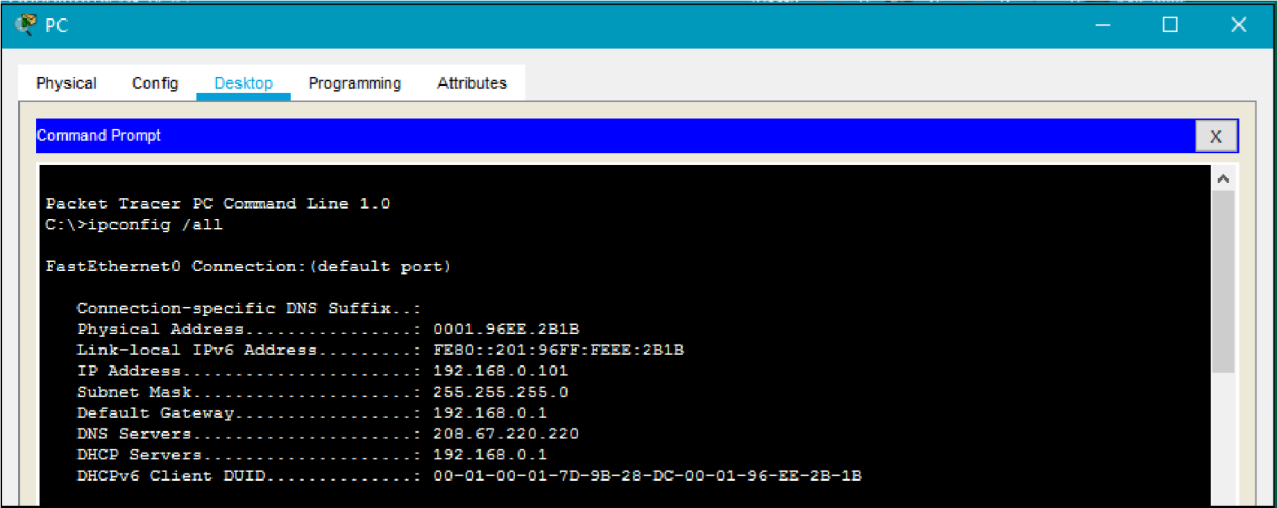 PC
Physical Config Desktop Programming Attributes
Command Prompt
X
Packet Tracer PC Command Line 1.0
C:\>ipconfig /all
FastEthernet0 Connection:(default port)
Connection-specific DNS Suffix..:
Physical Address................: 0001.96EE.2B1B
Link-local IPv6 Address.........: FE80::201:96FF:FEEE:2B1B
IP Address......................: 192.168.0.101
Subnet Mask.....................: 255.255.255.0
Default Gateway.................: 192.168.0.1
DNS Servers.....................: 208.67.220.220
DHCP Servers....................: 192.168.0.1
DHCPv6 Client DUID..............: 00-01-00-01-7D-9B-28-DC-00-01-96-EE-2B-1B